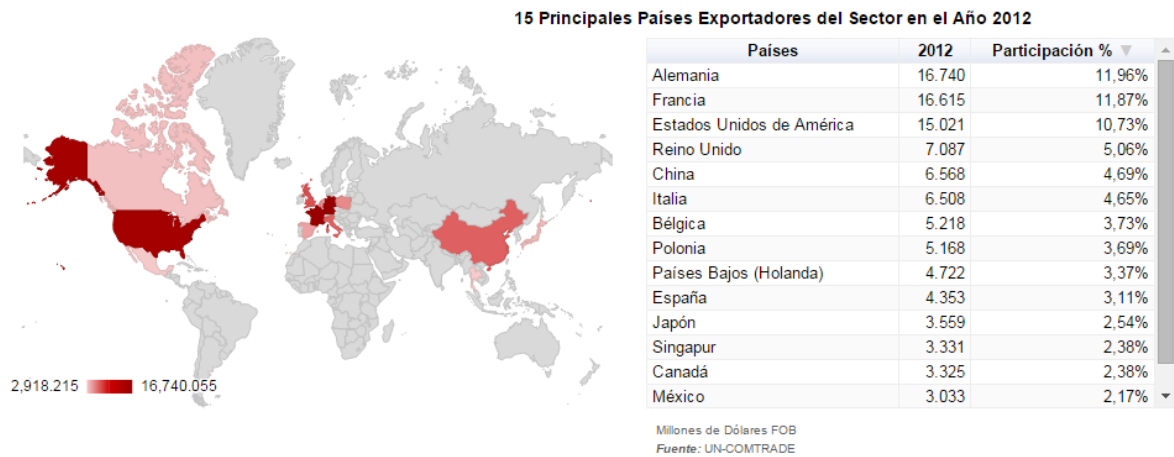 15 Principales Países Exportadores del Sector en el Año 2012
Países 2012 Participación %
Alemania 16.740 11,96%
Francia 16.615 11,87%
Estados Unidos de América 15.021 10,73%
Reino Unido 7.087 5,06%
China 6.568 4,69%
Italia 6.508 4,65%
Bélgica 5.218 3,73%
Polonia 5.168 3,69%
Países Bajos (Holanda) 4.722 3,37%
España 4.353 3,11%
Japón 3.559 2,54%
Singapur 3.331 2,38%
Canadá 3.325 2,38%
México 3.033 2,17%
2,918.215 16,740.055
Millones de Dólares FOB
Fuente: UN-COMTRADE